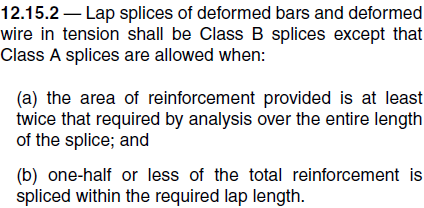 12.15.2 — Lap splices of deformed bars and deformed
wire in tension shall be Class B splices except that
Class A splices are allowed when:
(a) the area of reinforcement provided is at least
twice that required by analysis over the entire length
of the splice; and
(b) one-half or less of the total reinforcement is
spliced within the required lap length.